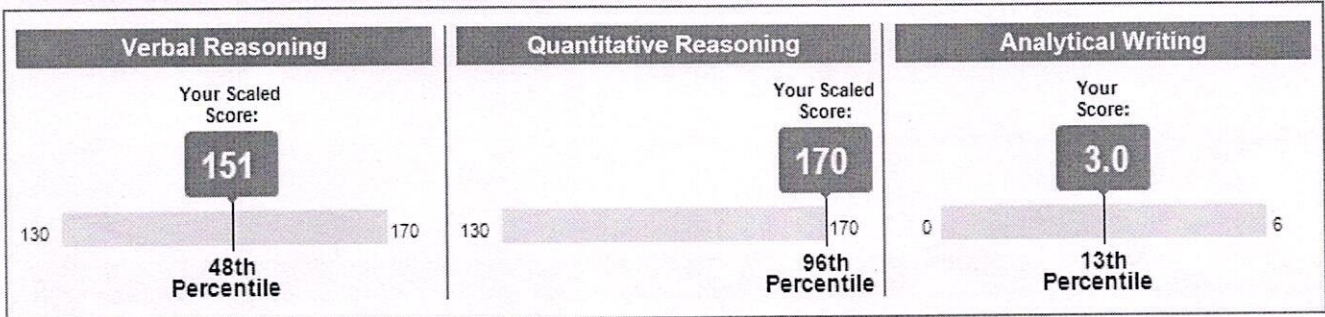 Verbal Reasoning
Your Scaled
Score:
151
130
170
48th
Percentile
Quantitative Reasoning
Your Scaled
Score:
170
130
170
96th
Percentile
Analytical Writing
Your
Score:
3.0
0
6
13th
Percentile